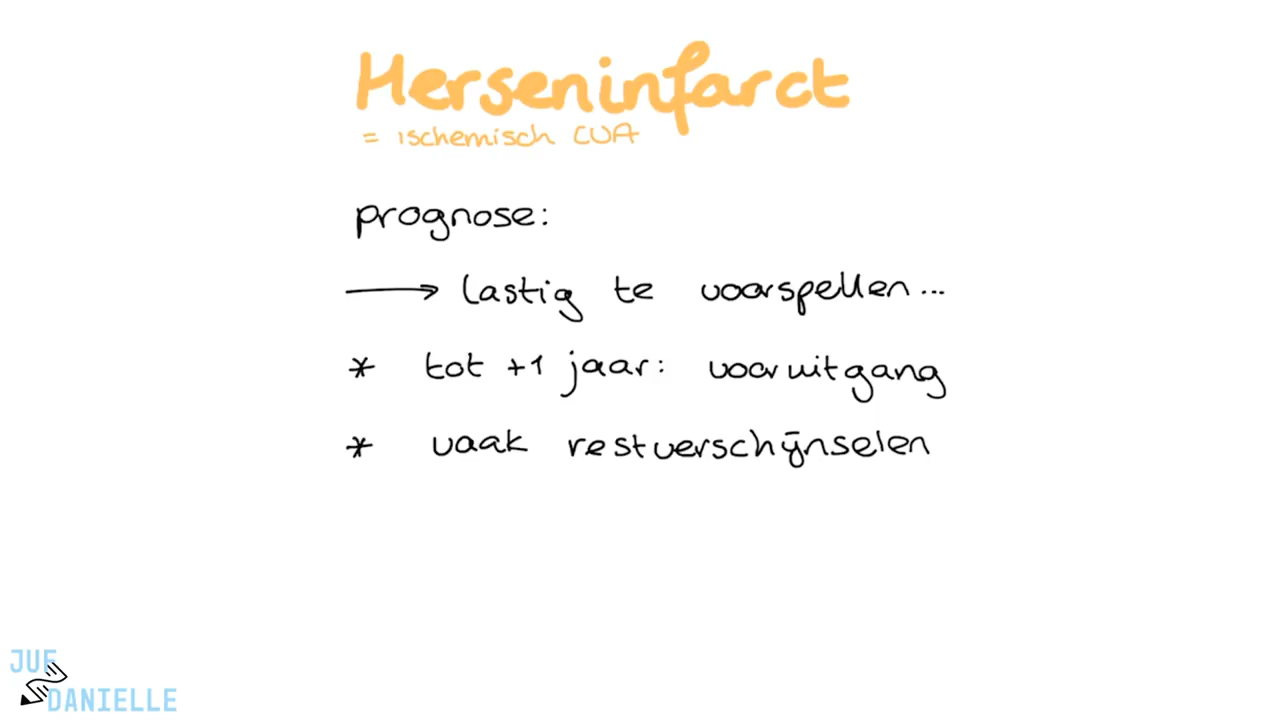 Herseninfarct
= ischemisch CVA
prognose:
→ lastig te voorspellen...
* tot +1 jaar: vooruitgang
* vaak restverschijnselen
JUF
DANIELLE